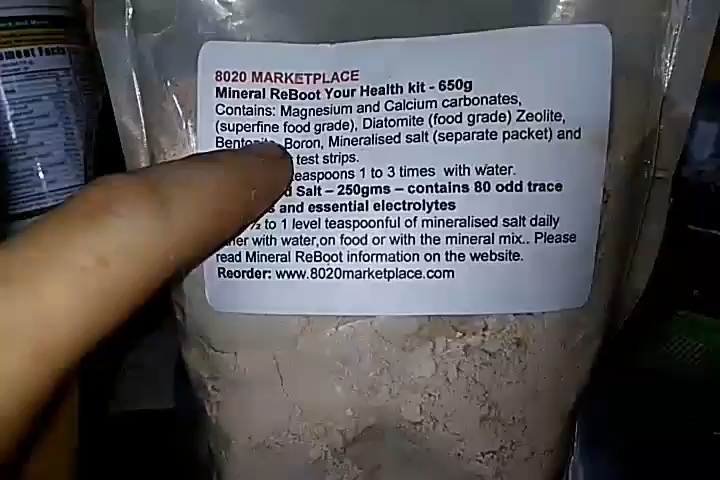 8020 MARKETPLACE
Mineral ReBoot Your Health kit - 650g
Contains: Magnesium and Calcium carbonates,
(superfine food grade), Diatomite (food grade) Zeolite,
Boron, Mineralised salt (separate packet) and
test strips.
1 to 3 times with water.
Salt – 250gms – contains 80 odd trace
and essential electrolytes
½ to 1 level teaspoonful of mineralised salt daily
with water,on food or with the mineral mix.. Please
read Mineral ReBoot information on the website.
Reorder: www.8020marketplace.com